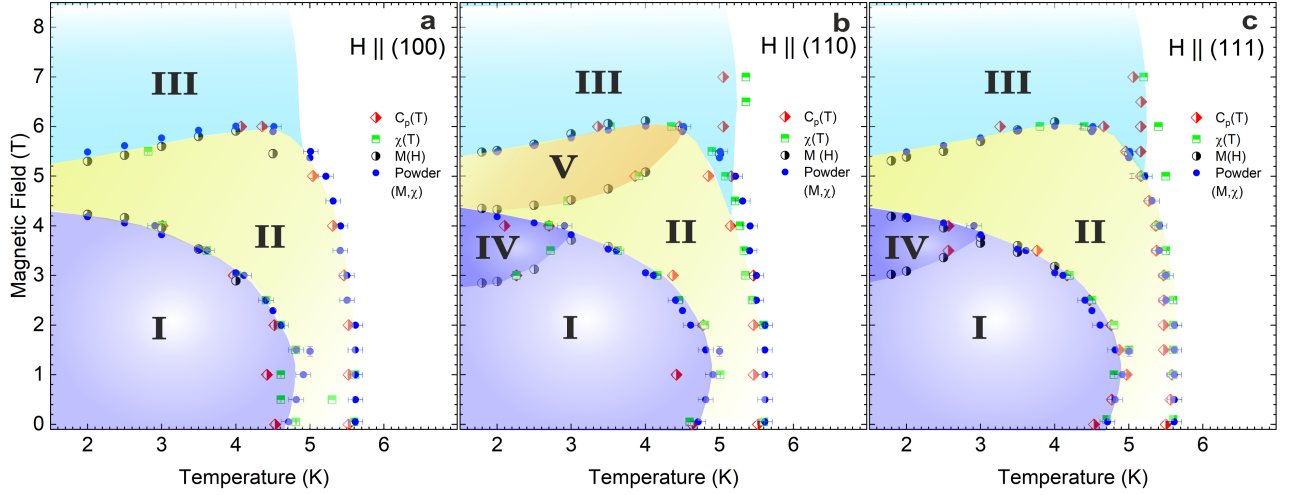 a
H || (100)
III
C_p(T)
χ(T)
M(H)
Powder
(M,χ)
II
I
8
7
6
5
4
3
2
1
0
Magnetic Field (T)
2
3
4
5
6
Temperature (K)
b
H || (110)
III
C_p(T)
χ(T)
M (H)
Powder
(M,χ)
V
II
IV
I
2
3
4
5
6
Temperature (K)
c
H || (111)
III
C_p(T)
χ(T)
M(H)
Powder
(M,χ)
II
IV
I
2
3
4
5
6
Temperature (K)